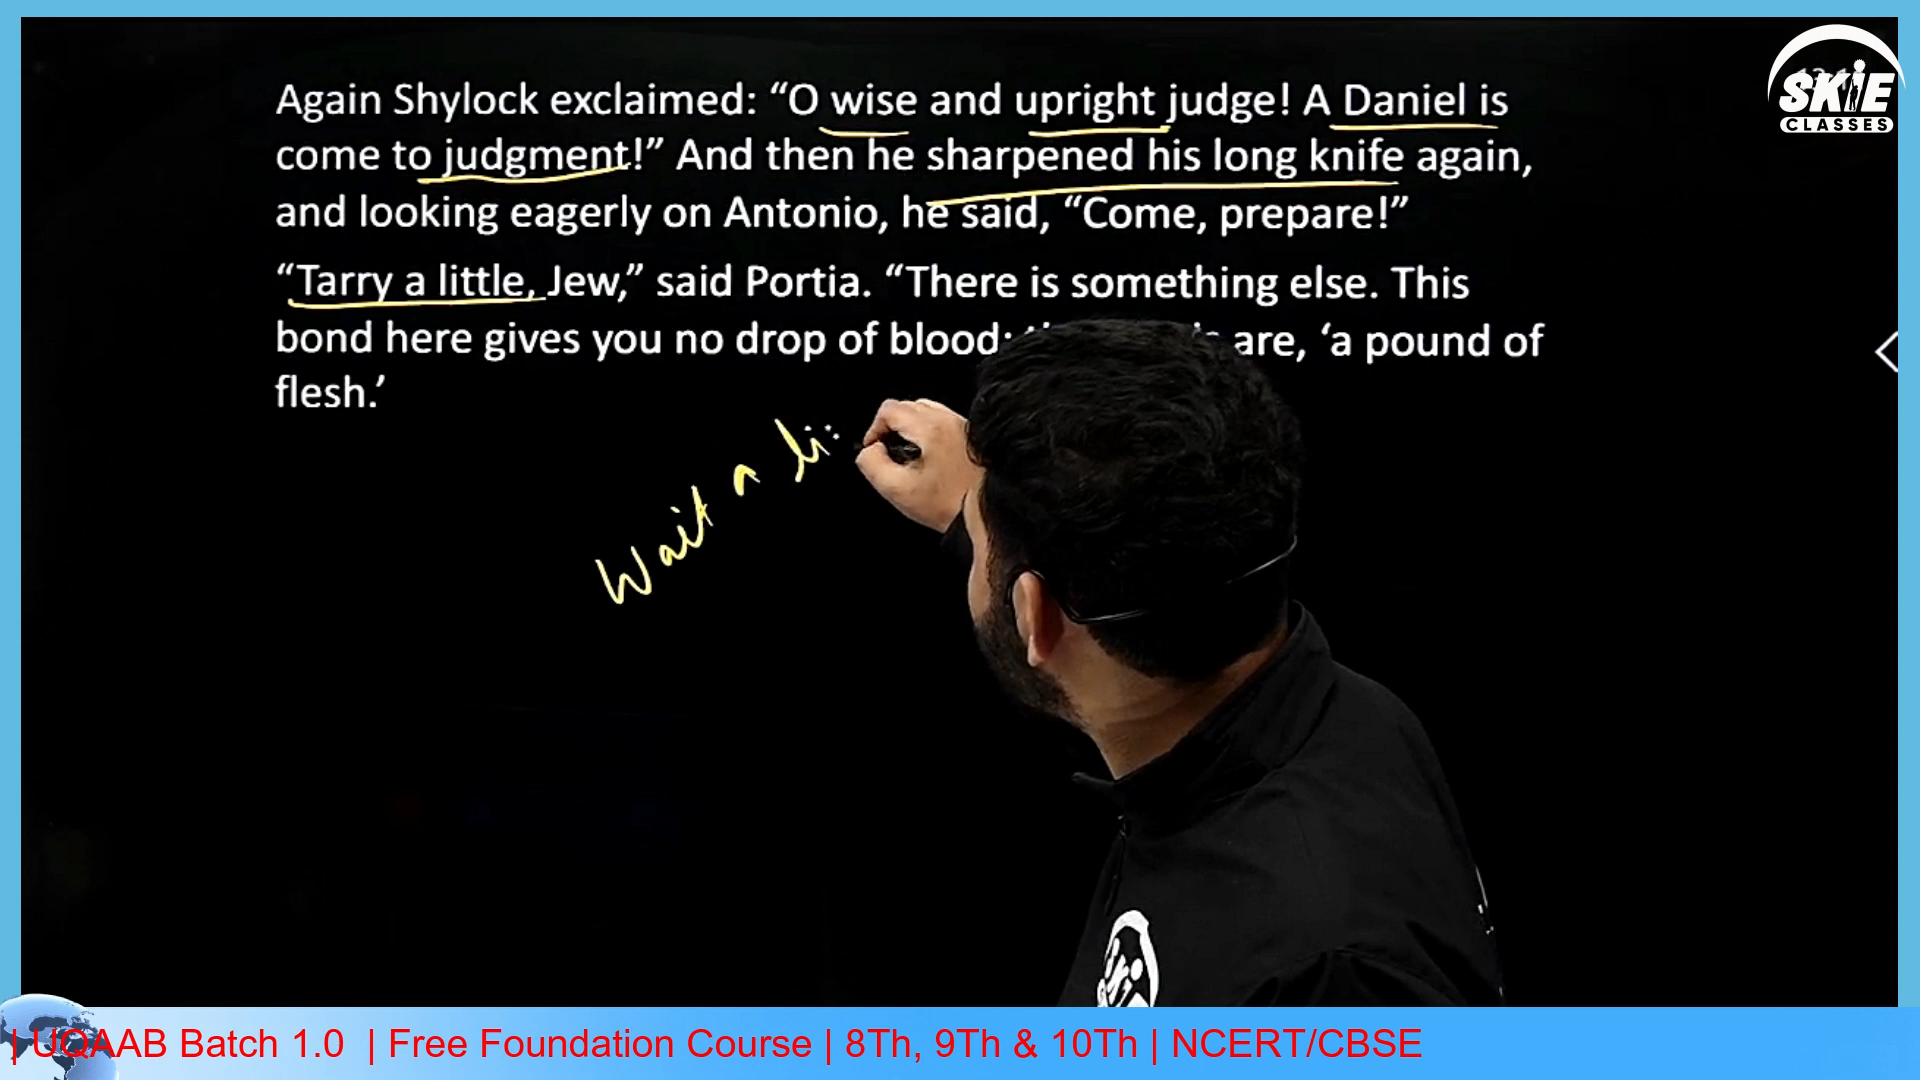 Again Shylock exclaimed: “O wise and upright judge! A Daniel is
come to judgment!” And then he sharpened his long knife again,
and looking eagerly on Antonio, he said, “Come, prepare!”
“Tarry a little, Jew,” said Portia. “There is something else. This
bond here gives you no drop of blood; are, ‘a pound of
flesh.’
Wait a
SKIE
CLASSES
| UQAAB Batch 1.0 | Free Foundation Course | 8Th, 9Th & 10Th | NCERT/CBSE